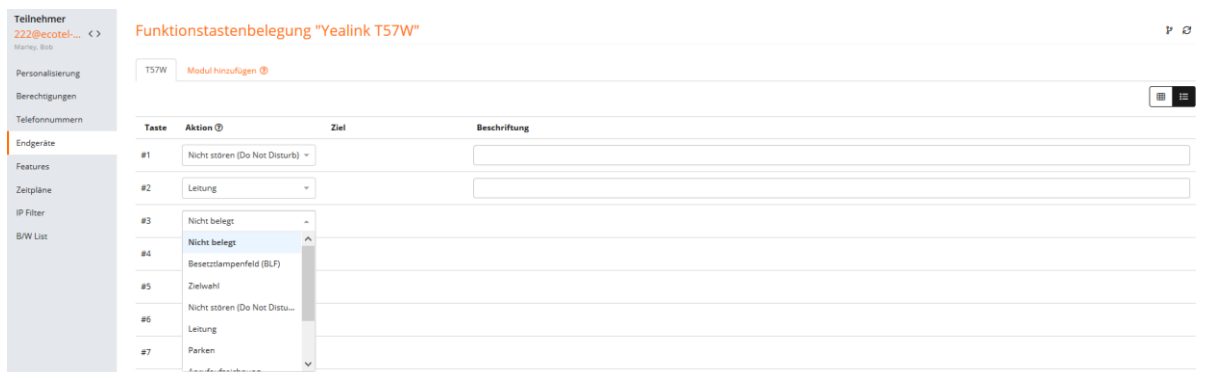 Teilnehmer
222@ecotel-... <>
Marley, Bob
Personalisierung
Berechtigungen
Telefonnummern
Endgeräte
Features
Zeitpläne
IP Filter
B/W List
Funktionstastenbelegung "Yealink T57W"
T57W Modul hinzufügen
Taste Aktion Ziel Beschriftung
#1 Nicht stören (Do Not Disturb)
#2 Leitung
#3 Nicht belegt
Nicht belegt
#4
Besetztlampenfeld (BLF)
#5 Zielwahl
Nicht stören (Do Not Distu...
#6
Leitung
#7 Parken